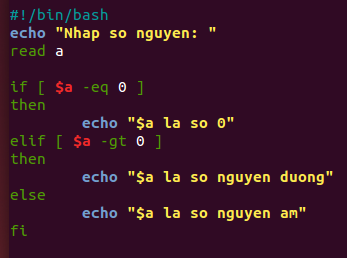 #!/bin/bash
echo "Nhap so nguyen: "
read a
if [ $a -eq 0 ]
then
echo "$a la so 0"
elif [ $a -gt 0 ]
then
echo "$a la so nguyen duong"
else
echo "$a la so nguyen am"
fi